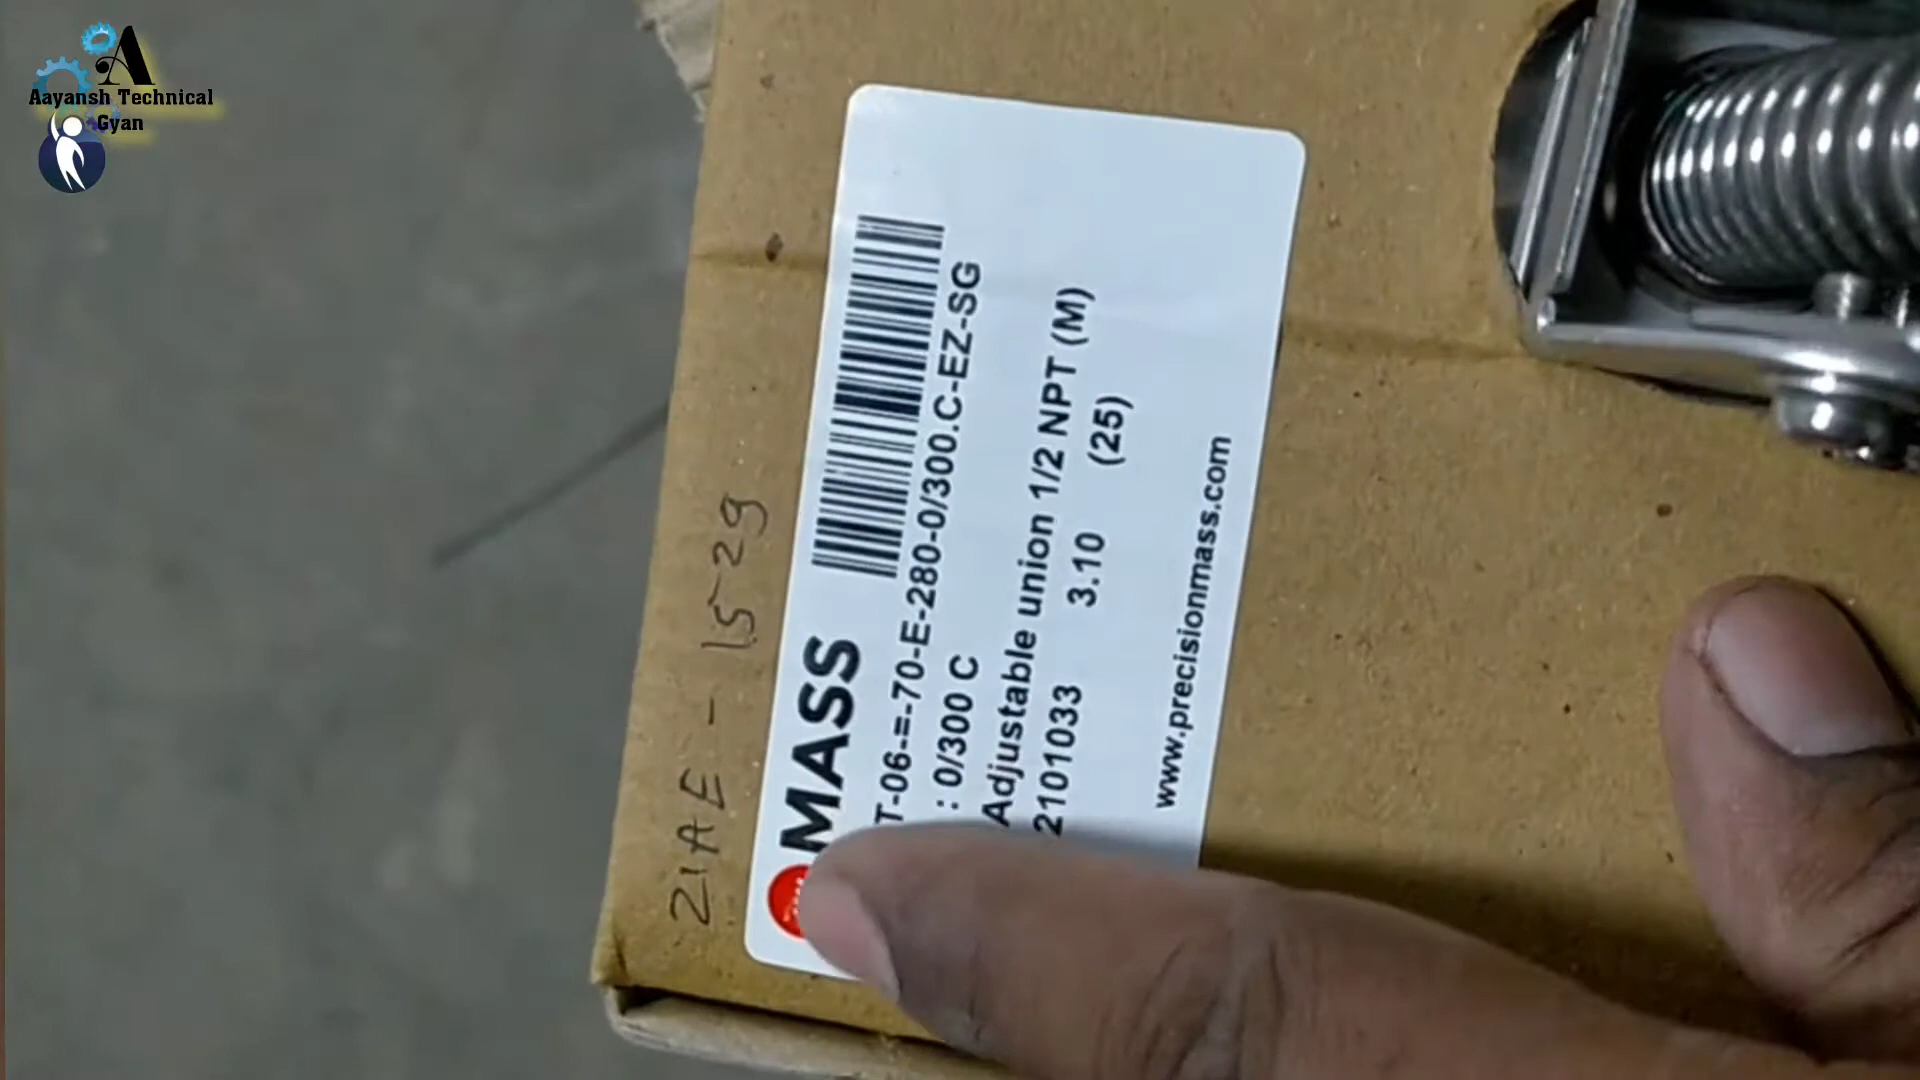 Aayansh Technical
Gyan
21AE-1529
MASS
T-06-=-70-E-280-0/300.C-EZ-SG
: 0/300 C
Adjustable union 1/2 NPT (M)
2101033 3.10 (25)
www.precisionmass.com